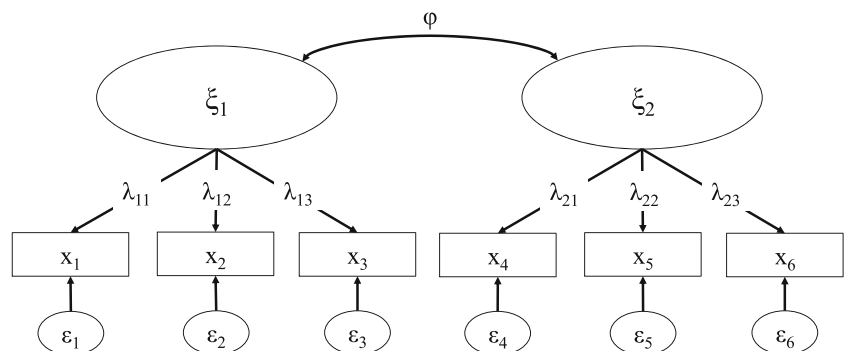 φ
ξ₁ ξ₂
λ₁₁ λ₁₂ λ₁₃ λ₂₁ λ₂₂ λ₂₃
x₁ x₂ x₃ x₄ x₅ x₆
ε₁ ε₂ ε₃ ε₄ ε₅ ε₆